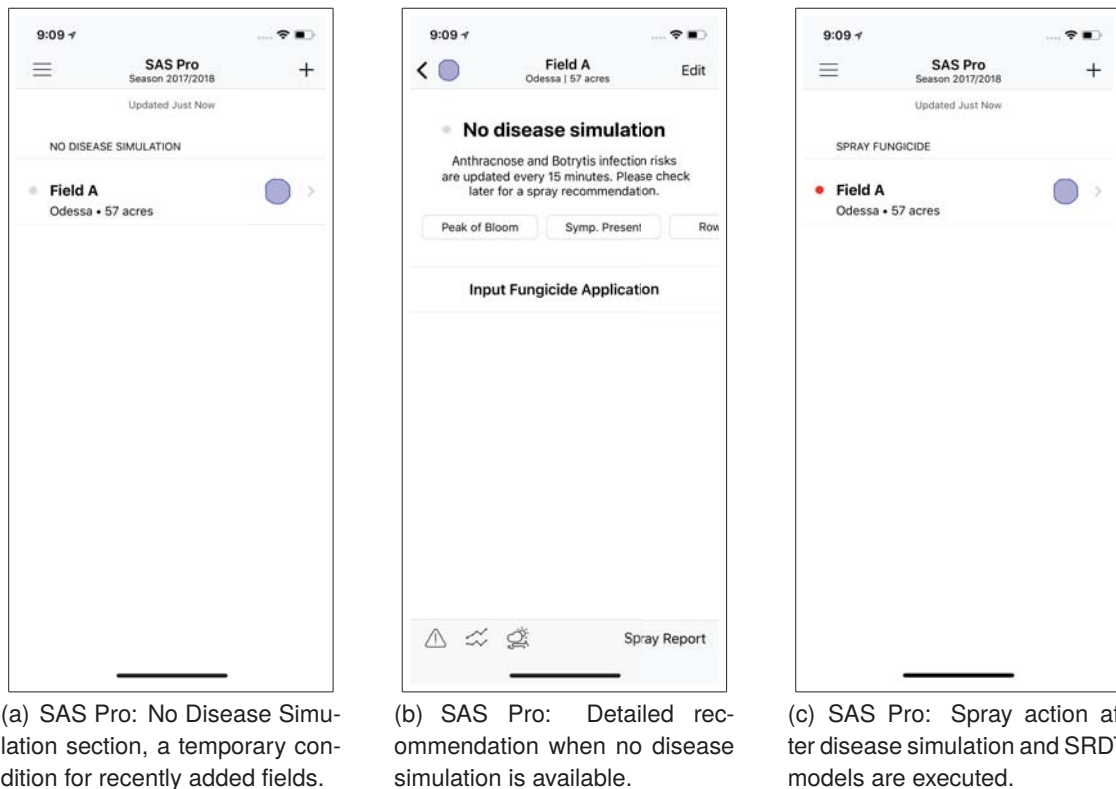 9:09
SAS Pro
Season 2017/2018
Updated Just Now
NO DISEASE SIMULATION
Field A
Odessa • 57 acres
(a) SAS Pro: No Disease Simu-
lation section, a temporary con-
dition for recently added fields.
9:09
Field A
Odessa | 57 acres
Edit
No disease simulation
Anthracnose and Botrytis infection risks
are updated every 15 minutes. Please check
later for a spray recommendation.
Peak of Bloom
Symp. Present
Row
Input Fungicide Application
Spray Report
(b) SAS Pro: Detailed rec-
ommendation when no disease
simulation is available.
9:09
SAS Pro
Season 2017/2018
Updated Just Now
SPRAY FUNGICIDE
Field A
Odessa • 57 acres
(c) SAS Pro: Spray action af
ter disease simulation and SRDT
models are executed.